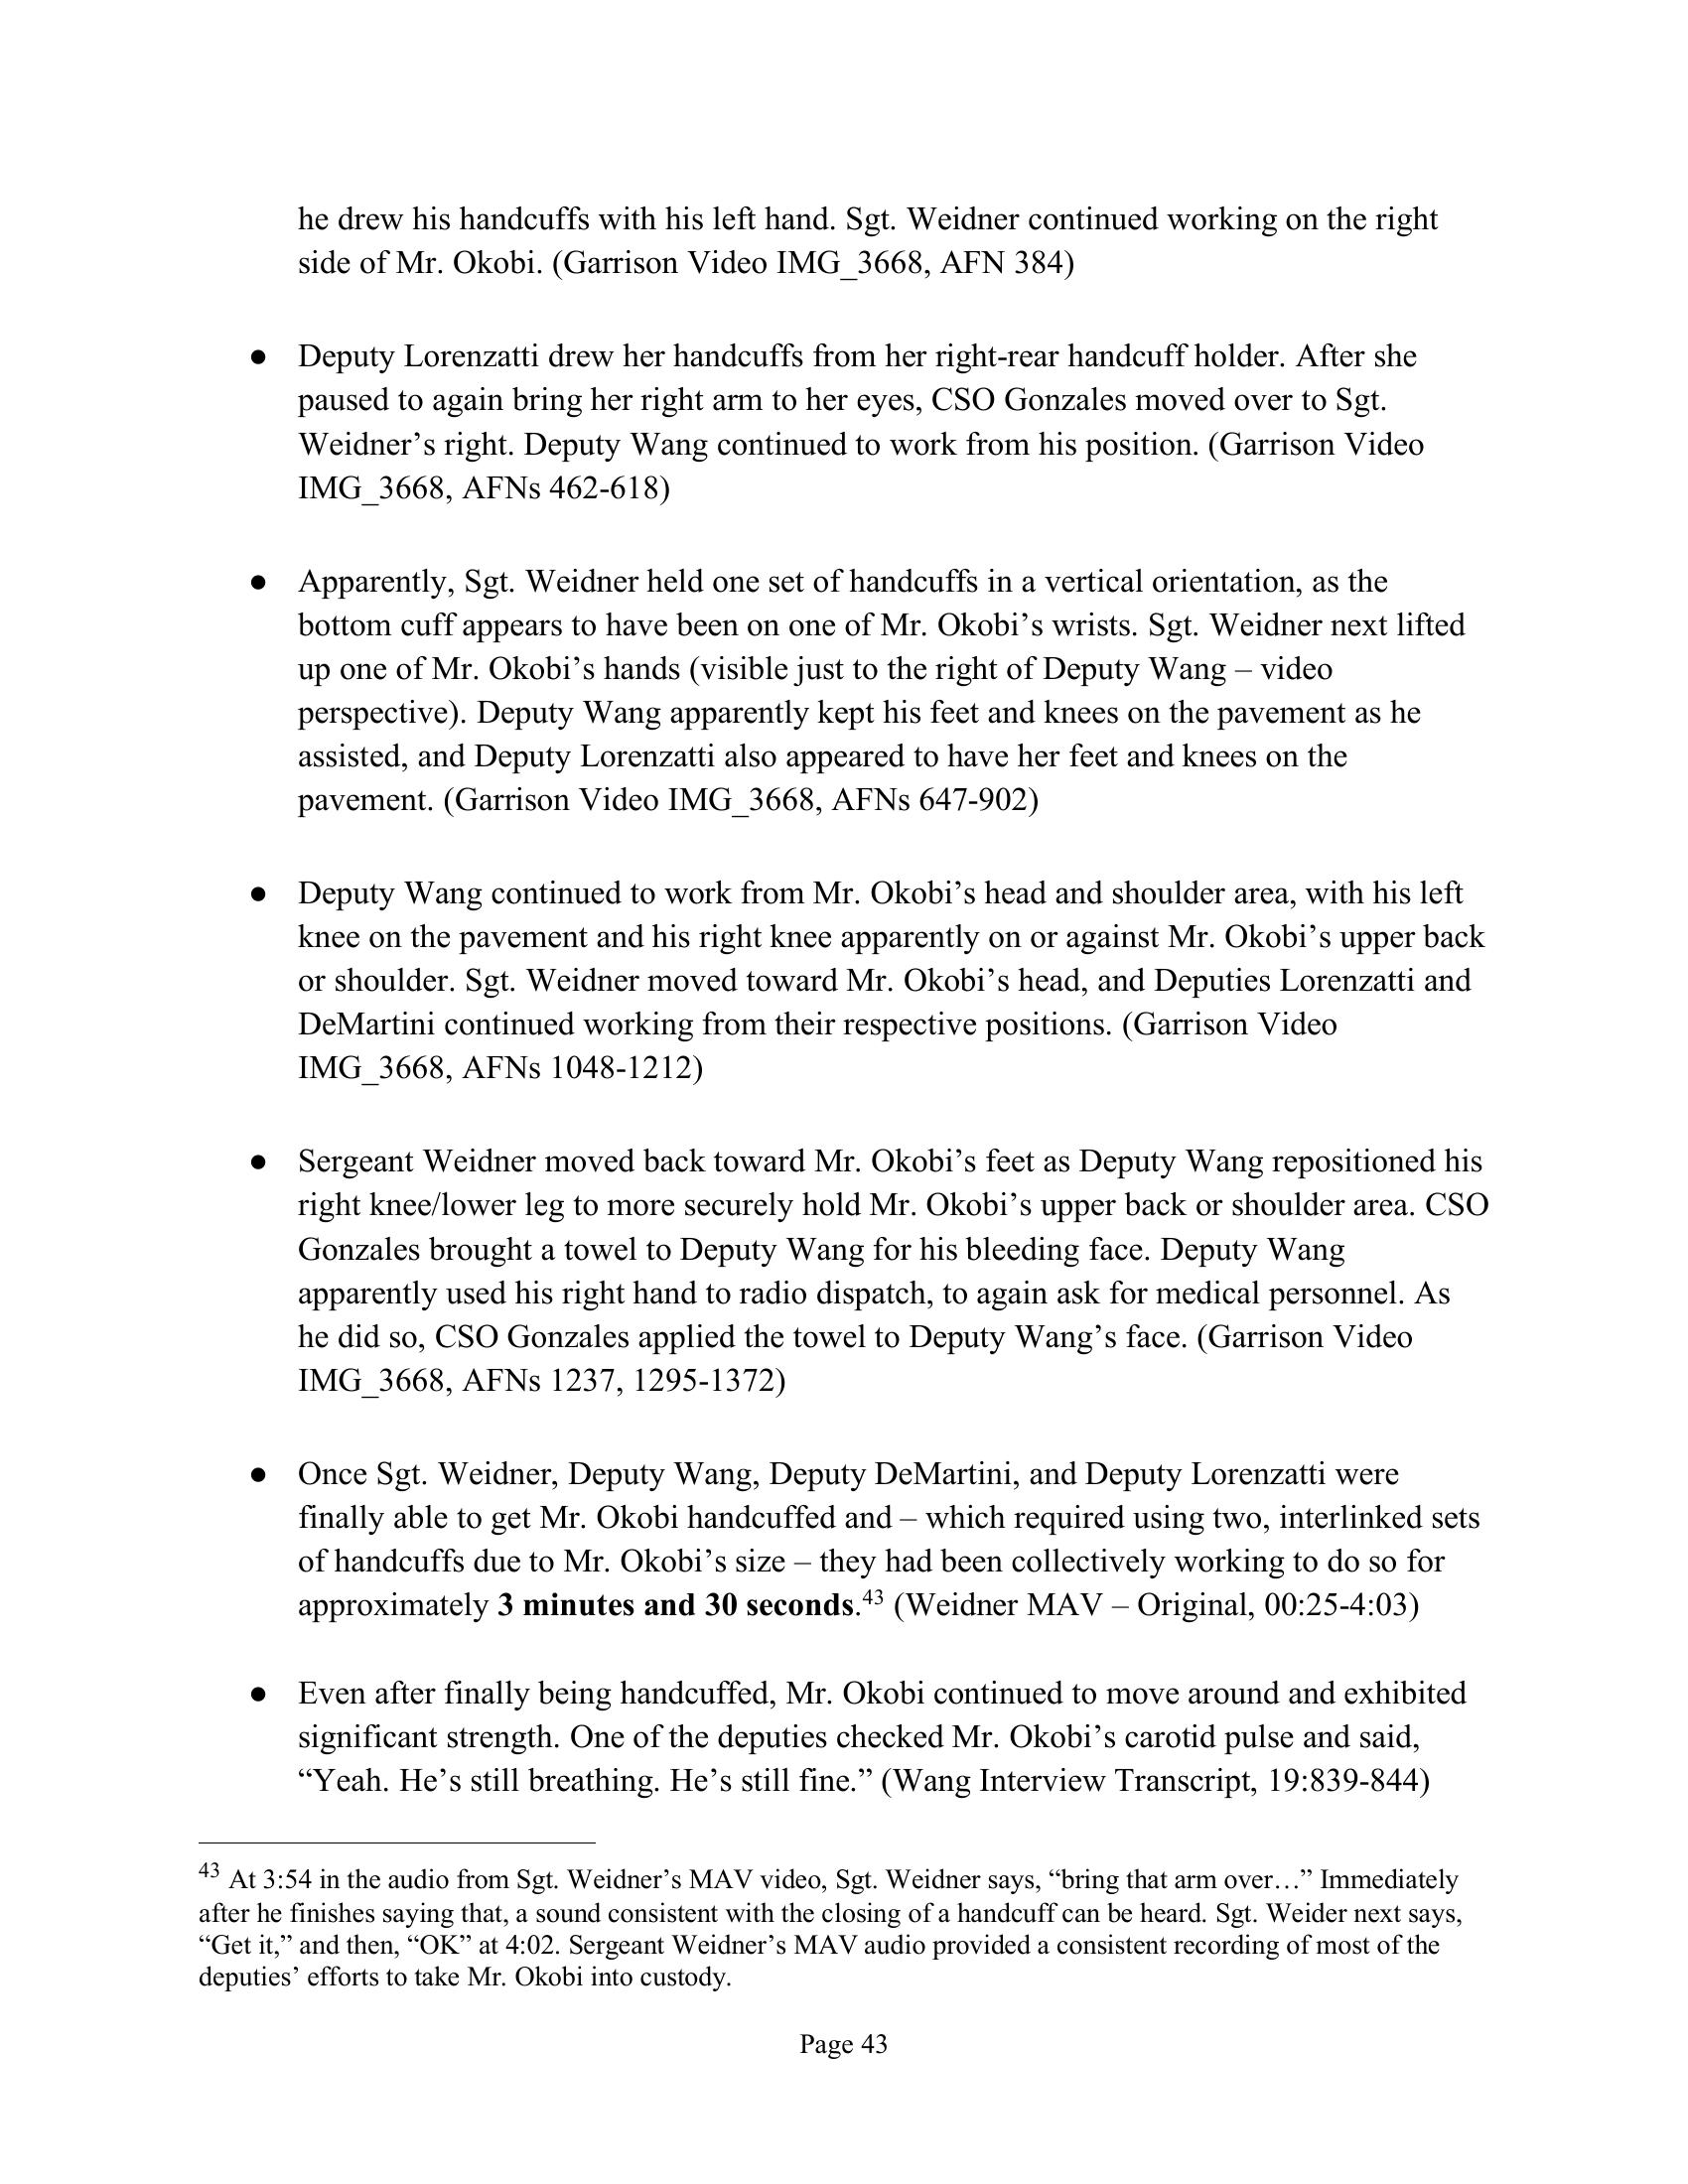 he drew his handcuffs with his left hand. Sgt. Weidner continued working on the right
side of Mr. Okobi. (Garrison Video IMG_3668, AFN 384)
● Deputy Lorenzatti drew her handcuffs from her right-rear handcuff holder. After she
paused to again bring her right arm to her eyes, CSO Gonzales moved over to Sgt.
Weidner’s right. Deputy Wang continued to work from his position. (Garrison Video
IMG_3668, AFNs 462-618)
● Apparently, Sgt. Weidner held one set of handcuffs in a vertical orientation, as the
bottom cuff appears to have been on one of Mr. Okobi’s wrists. Sgt. Weidner next lifted
up one of Mr. Okobi’s hands (visible just to the right of Deputy Wang – video
perspective). Deputy Wang apparently kept his feet and knees on the pavement as he
assisted, and Deputy Lorenzatti also appeared to have her feet and knees on the
pavement. (Garrison Video IMG_3668, AFNs 647-902)
● Deputy Wang continued to work from Mr. Okobi’s head and shoulder area, with his left
knee on the pavement and his right knee apparently on or against Mr. Okobi’s upper back
or shoulder. Sgt. Weidner moved toward Mr. Okobi’s head, and Deputies Lorenzatti and
DeMartini continued working from their respective positions. (Garrison Video
IMG_3668, AFNs 1048-1212)
● Sergeant Weidner moved back toward Mr. Okobi’s feet as Deputy Wang repositioned his
right knee/lower leg to more securely hold Mr. Okobi’s upper back or shoulder area. CSO
Gonzales brought a towel to Deputy Wang for his bleeding face. Deputy Wang
apparently used his right hand to radio dispatch, to again ask for medical personnel. As
he did so, CSO Gonzales applied the towel to Deputy Wang’s face. (Garrison Video
IMG_3668, AFNs 1237, 1295-1372)
● Once Sgt. Weidner, Deputy Wang, Deputy DeMartini, and Deputy Lorenzatti were
finally able to get Mr. Okobi handcuffed and – which required using two, interlinked sets
of handcuffs due to Mr. Okobi’s size – they had been collectively working to do so for
approximately 3 minutes and 30 seconds.43 (Weidner MAV – Original, 00:25-4:03)
● Even after finally being handcuffed, Mr. Okobi continued to move around and exhibited
significant strength. One of the deputies checked Mr. Okobi’s carotid pulse and said,
“Yeah. He’s still breathing. He’s still fine.” (Wang Interview Transcript, 19:839-844)
43 At 3:54 in the audio from Sgt. Weidner’s MAV video, Sgt. Weidner says, “bring that arm over…” Immediately
after he finishes saying that, a sound consistent with the closing of a handcuff can be heard. Sgt. Weider next says,
“Get it,” and then, “OK” at 4:02. Sergeant Weidner’s MAV audio provided a consistent recording of most of the
deputies’ efforts to take Mr. Okobi into custody.
Page 43